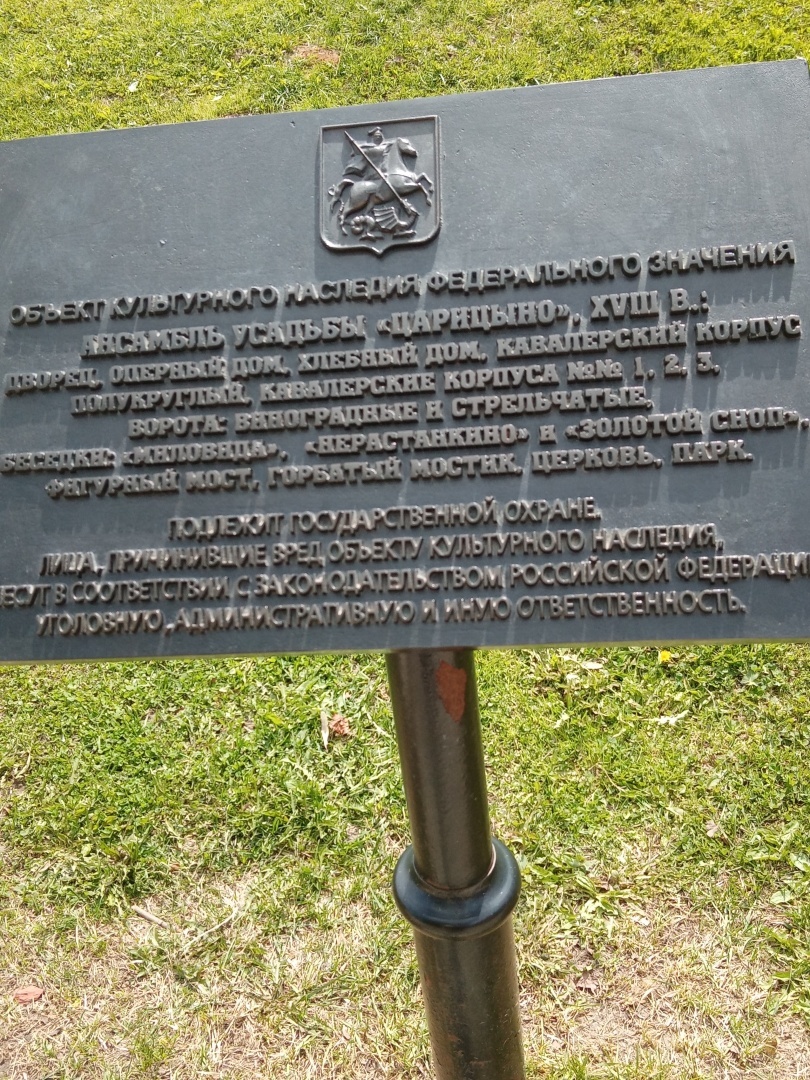 ОБЪЕКТ КУЛЬТУРНОГО НАСЛЕДИЯ ФЕДЕРАЛЬНОГО ЗНАЧЕНИЯ
АНСАМБЛЬ УСАДЬБЫ «ЦАРИЦЫНО», XVIII В.:
ДВОРЕЦ, ОПЕРНЫЙ ДОМ, ХЛЕБНЫЙ ДОМ, КАВАЛЕРСКИЙ КОРПУС
ПОЛУКРУГЛЫЙ, КАВАЛЕРСКИЕ КОРПУСА №№ 1, 2, 3,
ВОРОТА: ВИНОГРАДНЫЕ И СТРЕЛЬЧАТЫЕ,
БЕСЕДКИ: «МИЛОВИДА», «НЕРАСТАНКИНО» И «ЗОЛОТОЙ СНОП»,
ФИГУРНЫЙ МОСТ, ГОРБАТЫЙ МОСТИК, ЦЕРКОВЬ, ПАРК.
ПОДЛЕЖИТ ГОСУДАРСТВЕННОЙ ОХРАНЕ.
ЛИЦА, ПРИЧИНИВШИЕ ВРЕД ОБЪЕКТУ КУЛЬТУРНОГО НАСЛЕДИЯ,
НЕСУТ В СООТВЕТСТВИИ С ЗАКОНОДАТЕЛЬСТВОМ РОССИЙСКОЙ ФЕДЕРАЦИИ
УГОЛОВНУЮ, АДМИНИСТРАТИВНУЮ И ИНУЮ ОТВЕТСТВЕННОСТЬ.